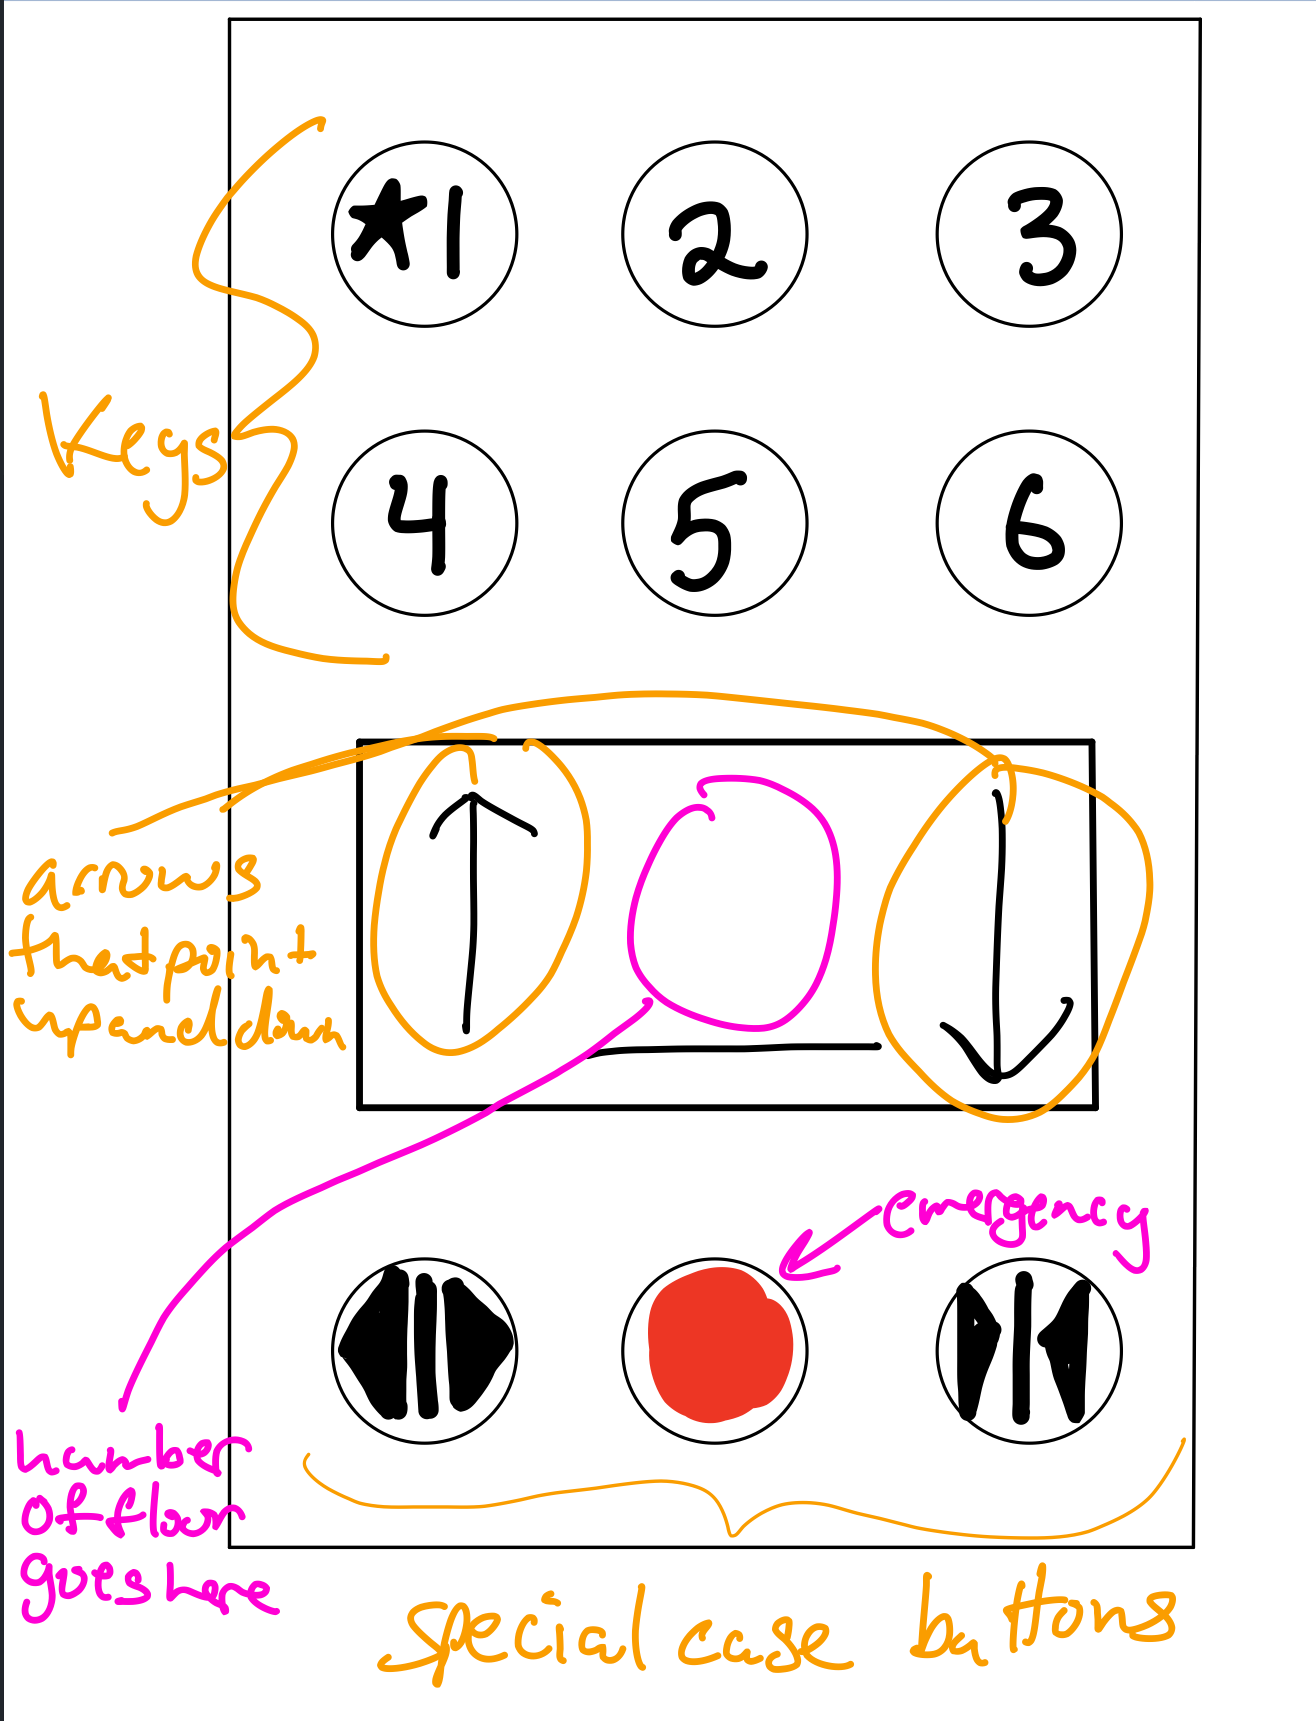 ★1 2 3
Keys
4 5 6
arrows
that point
up and down
emergency
number
of floor
goes here
special case buttons